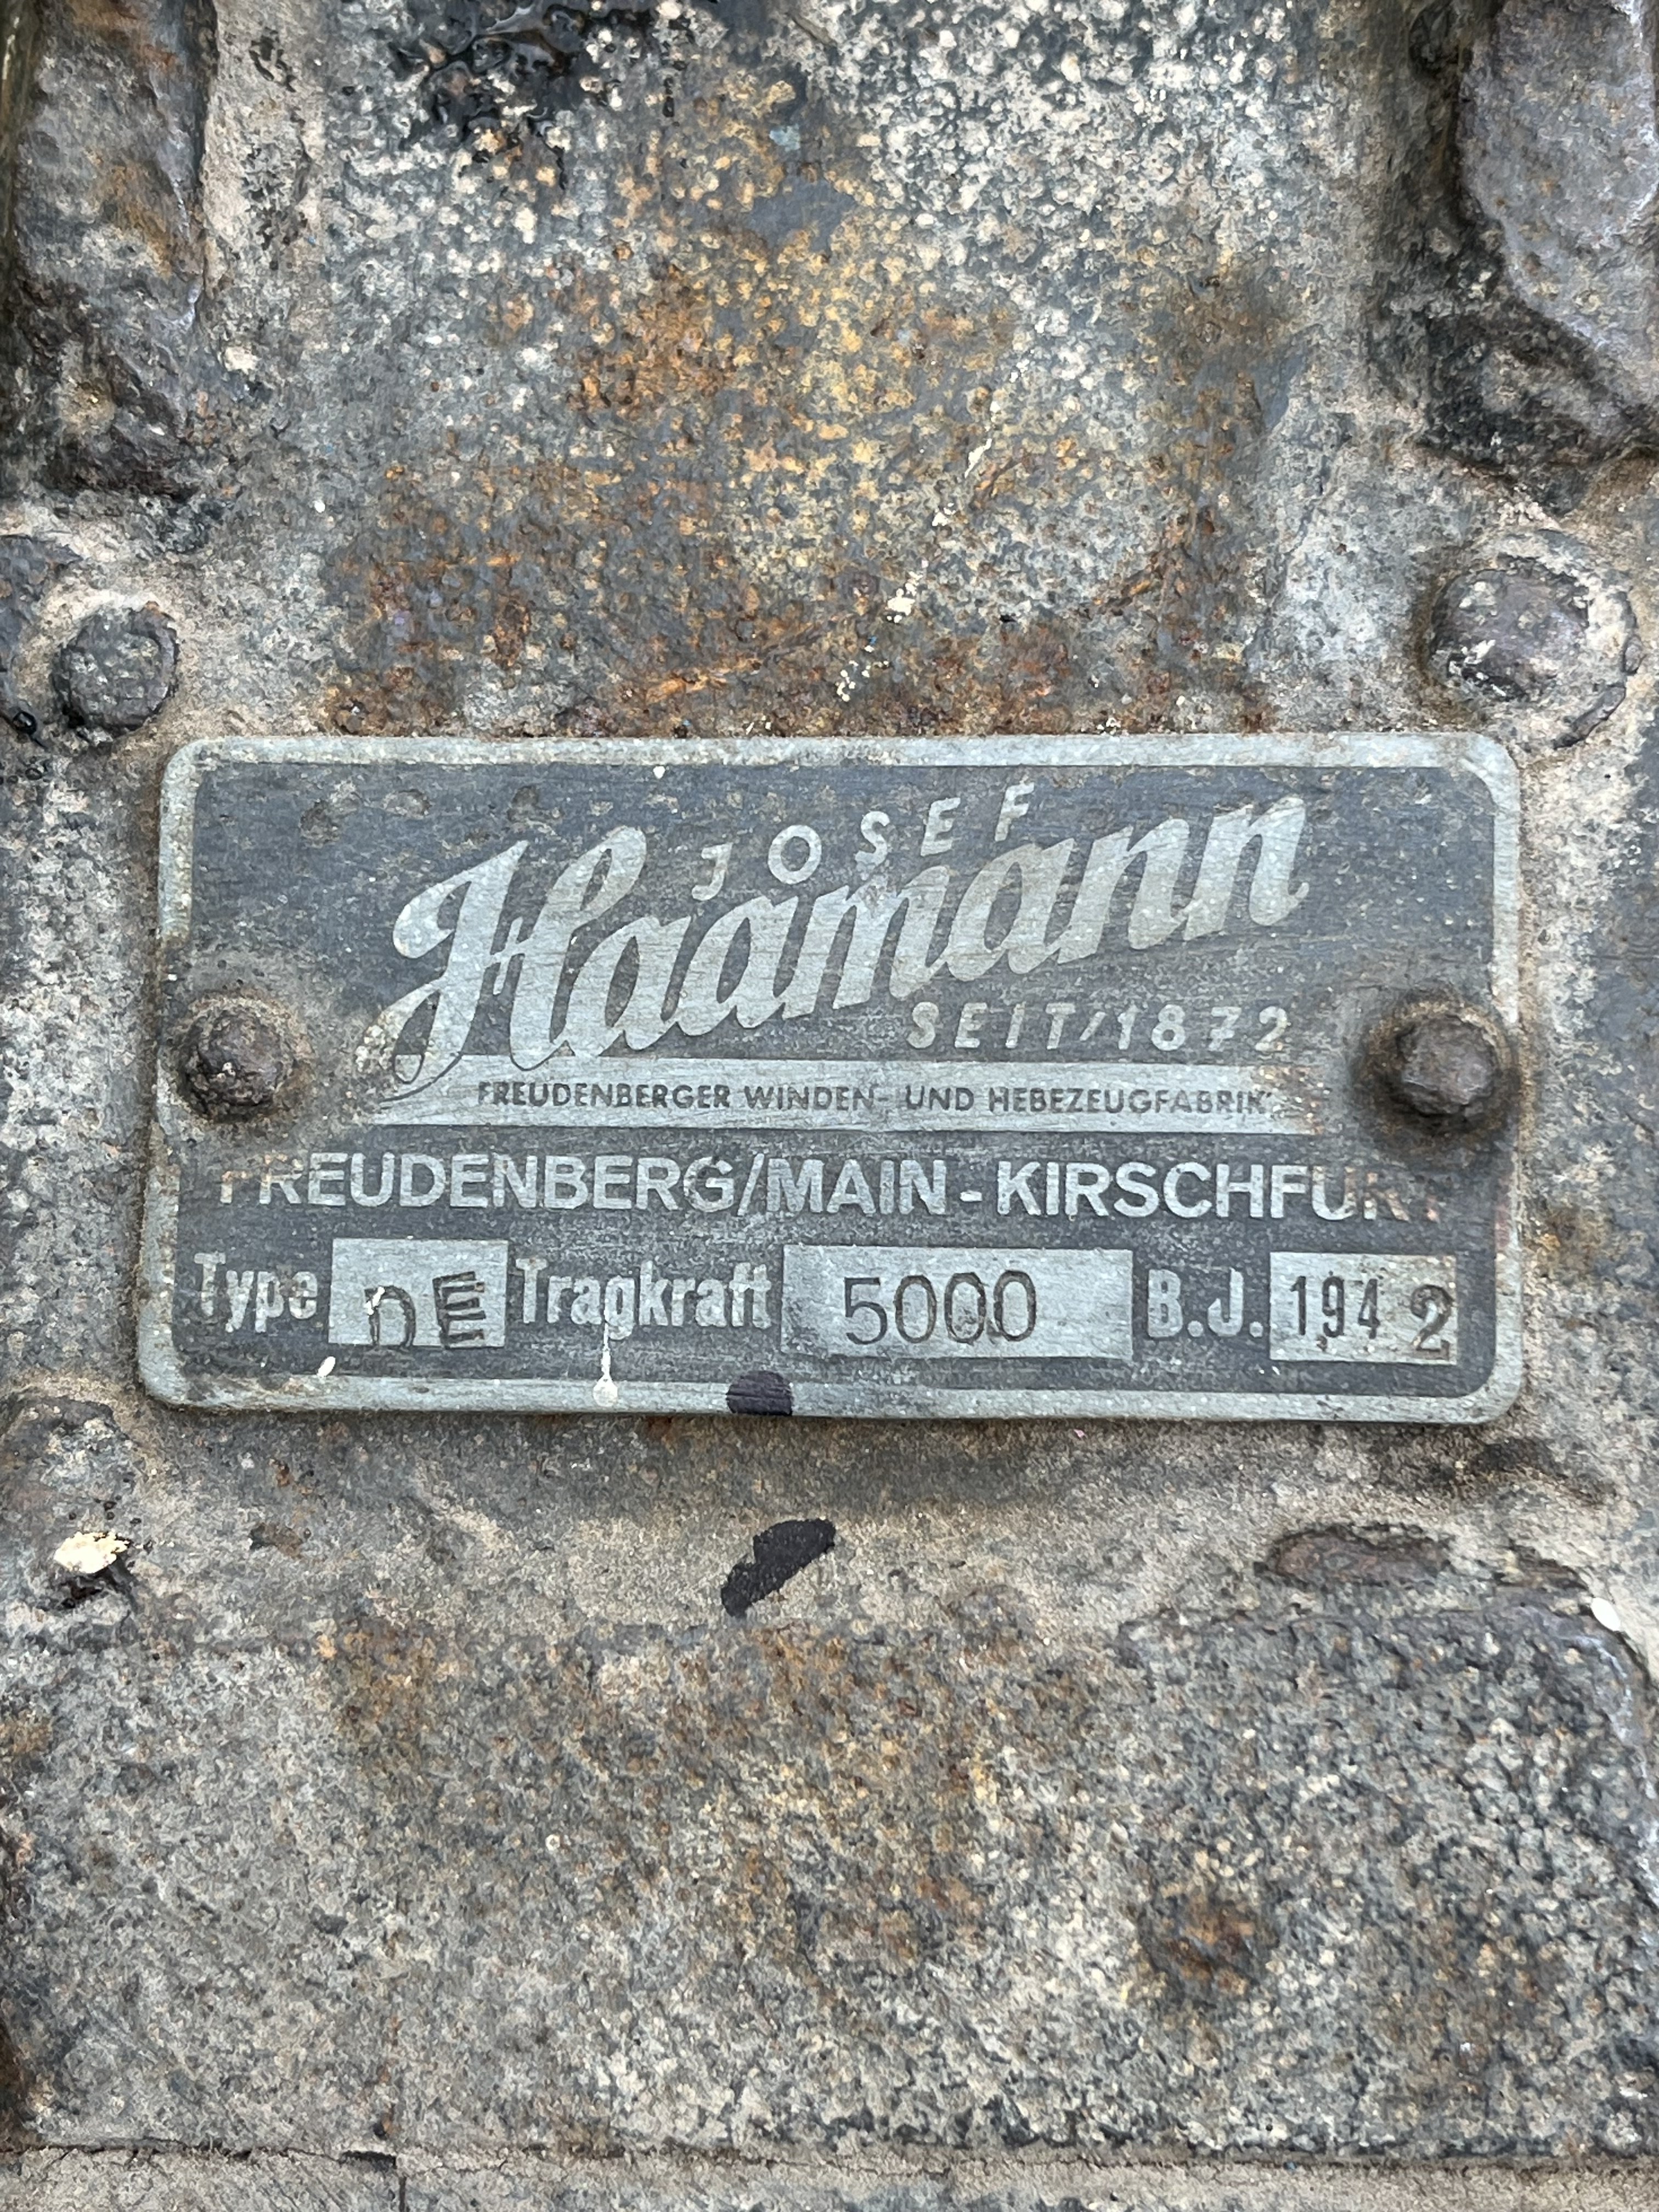 JOSEF
Haamann
SEIT/1872
FREUDENBERGER WINDEN- UND HEBEZEUGFABRIK
FREUDENBERG/MAIN-KIRSCHFURT
Type DE Tragkraft 5000 B.J. 1942